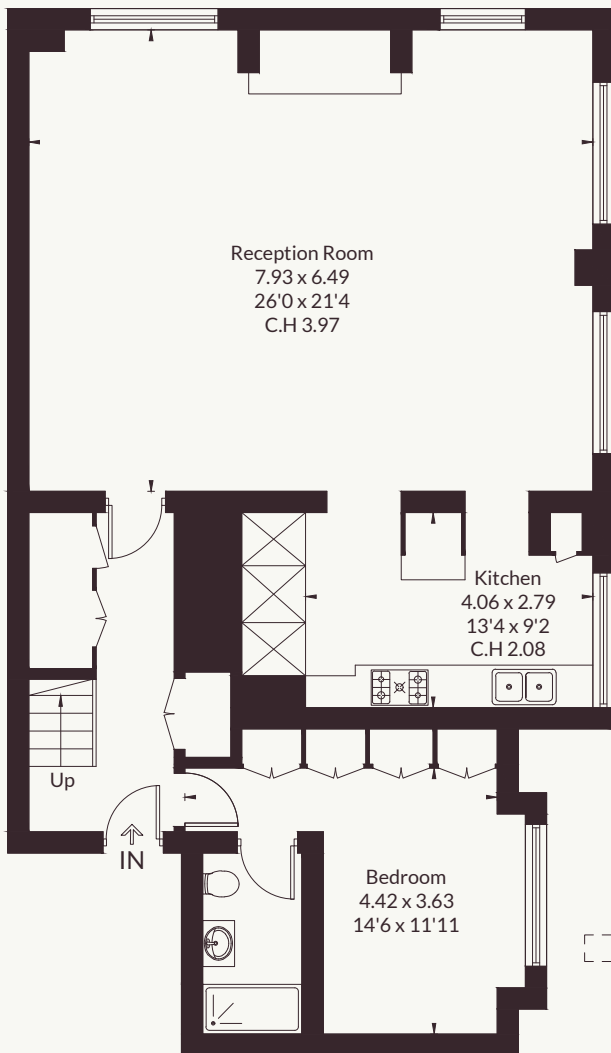 Reception Room
7.93 x 6.49
26'0 x 21'4
C.H 3.97
Kitchen
4.06 x 2.79
13'4 x 9'2
C.H 2.08
Up
IN
Bedroom
4.42 x 3.63
14'6 x 11'11